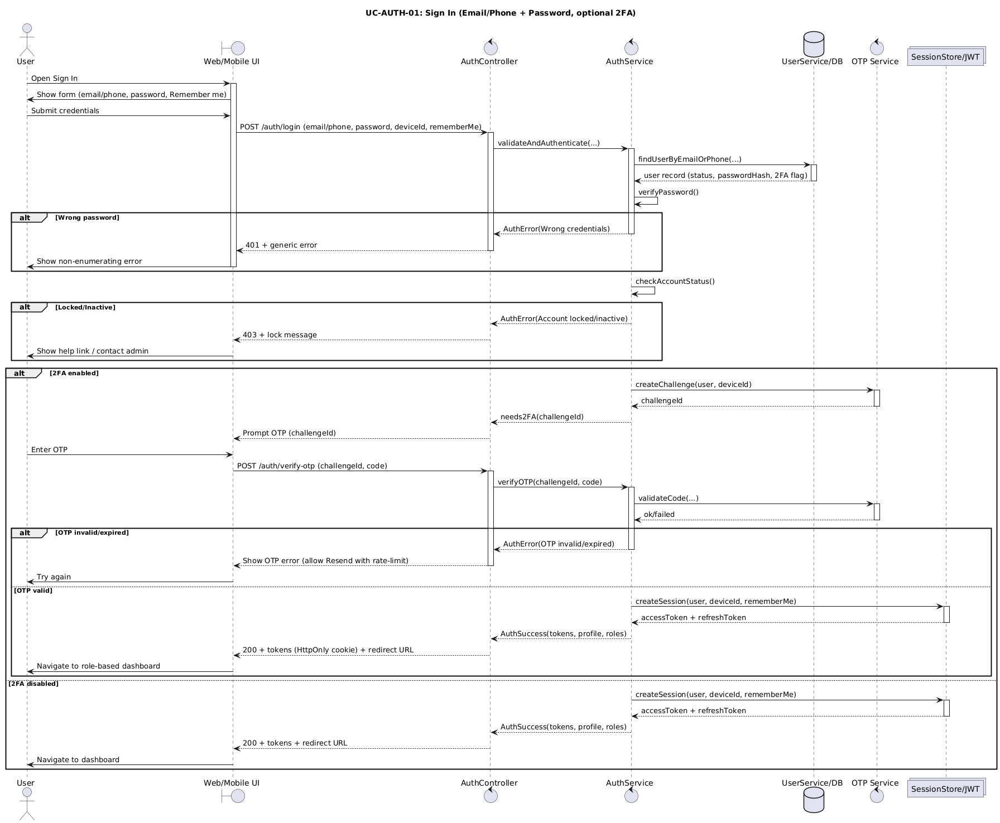 UC-AUTH-01: Sign In (Email/Phone + Password, optional 2FA)
User
Web/Mobile UI
AuthController
AuthService
UserService/DB
OTP Service
SessionStore/JWT
Open Sign In
Show form (email/phone, password, Remember me)
Submit credentials
POST /auth/login (email/phone, password, deviceId, rememberMe)
validateAndAuthenticate(...)
findUserByEmailOrPhone(...)
user record (status, passwordHash, 2FA flag)
verifyPassword()
alt [Wrong password]
AuthError(Wrong credentials)
401 + generic error
Show non-enumerating error
checkAccountStatus()
alt [Locked/Inactive]
AuthError(Account locked/inactive)
403 + lock message
Show help link / contact admin
alt [2FA enabled]
createChallenge(user, deviceId)
challengeId
needs2FA(challengeId)
Prompt OTP (challengeId)
Enter OTP
POST /auth/verify-otp (challengeId, code)
verifyOTP(challengeId, code)
validateCode(...)
ok/failed
alt [OTP invalid/expired]
AuthError(OTP invalid/expired)
Show OTP error (allow Resend with rate-limit)
Try again
[OTP valid]
createSession(user, deviceId, rememberMe)
accessToken + refreshToken
AuthSuccess(tokens, profile, roles)
200 + tokens (HttpOnly cookie) + redirect URL
Navigate to role-based dashboard
[2FA disabled]
createSession(user, deviceId, rememberMe)
accessToken + refreshToken
AuthSuccess(tokens, profile, roles)
200 + tokens + redirect URL
Navigate to dashboard
User
Web/Mobile UI
AuthController
AuthService
UserService/DB
OTP Service
SessionStore/JWT